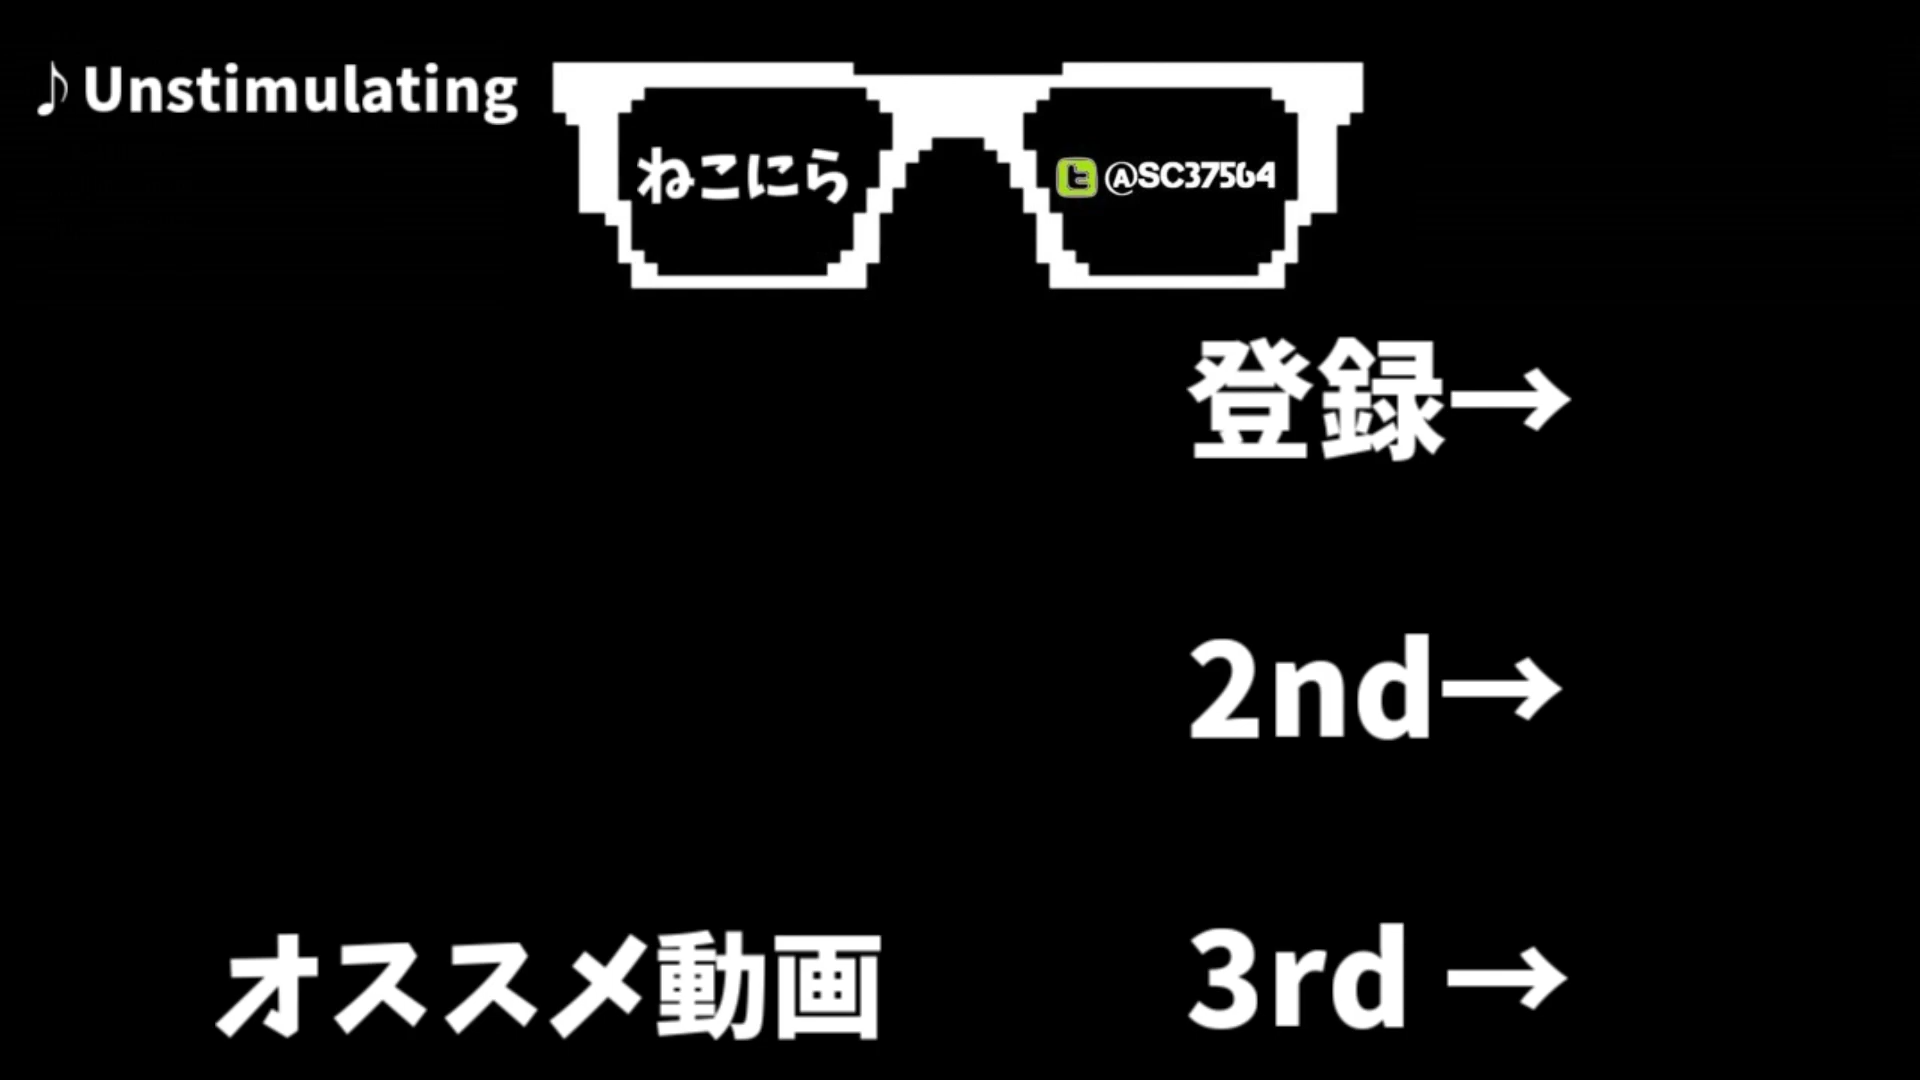 ♪Unstimulating
ねこにら
@SC37564
登録→
2nd→
3rd→
オススメ動画